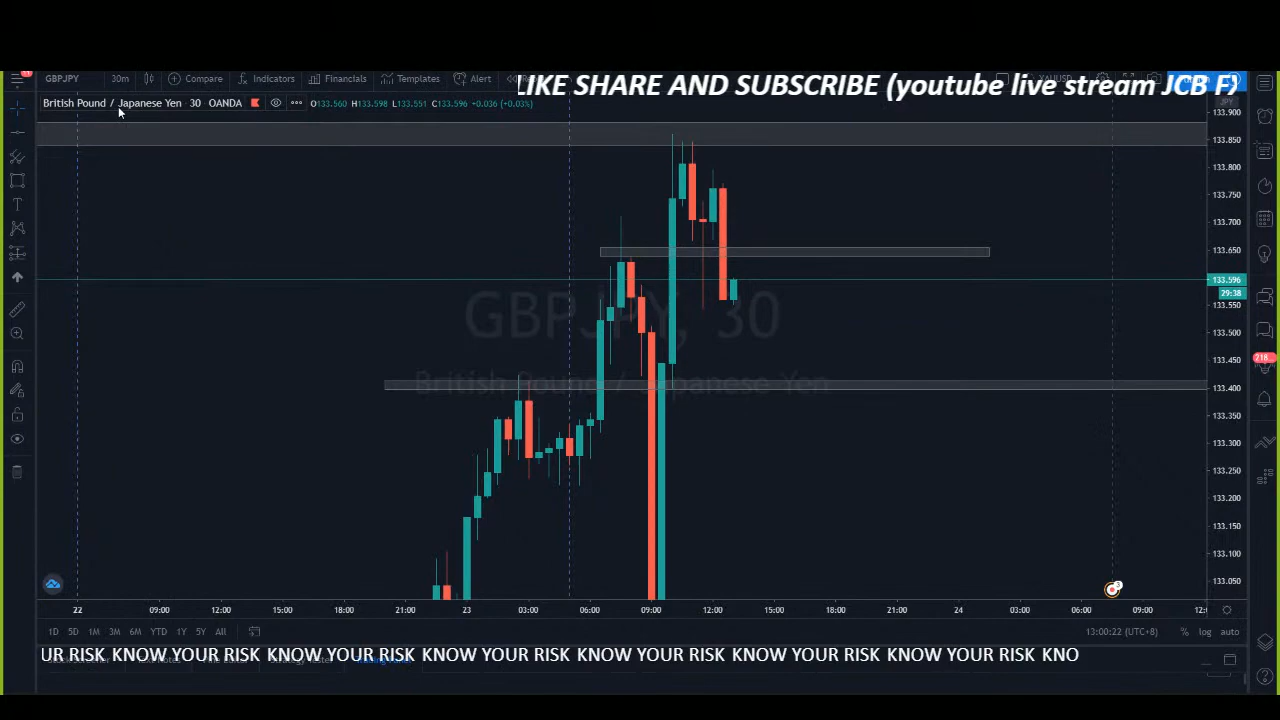 LIKE SHARE AND SUBSCRIBE (youtube live stream JCB F
GBPJPY 30m Compare Indicators Financials Templates Alert
British Pound / Japanese Yen · 30 · OANDA O133.560 H133.598 L133.551 C133.596 +0.036 (+0.03%)
JPY
133.900
133.850
133.800
133.750
133.700
133.650
133.596
29:38
133.550
133.500
133.450
133.400
133.350
133.300
133.250
133.200
133.150
133.100
133.050
GBPJPY, 30
British Pound / Japanese Yen
218
3
22 09:00 12:00 15:00 18:00 21:00 23 03:00 06:00 09:00 12:00 15:00 18:00 21:00 24 03:00 06:00 09:00
1D 5D 1M 3M 6M YTD 1Y 5Y All 13:00:22 (UTC+8) % log auto
UR RISK KNOW YOUR RISK KNOW YOUR RISK KNOW YOUR RISK KNOW YOUR RISK KNOW YOUR RISK KNOW YOUR RISK KNO